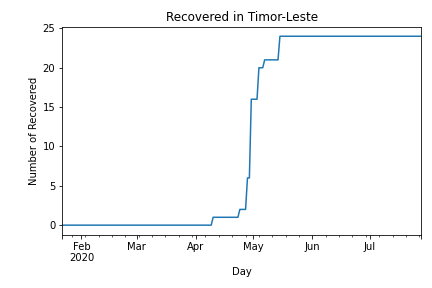 Recovered in Timor-Leste
Number of Recovered
25
20
15
10
5
0
Feb
2020
Mar
Apr
May
Jun
Jul
Day